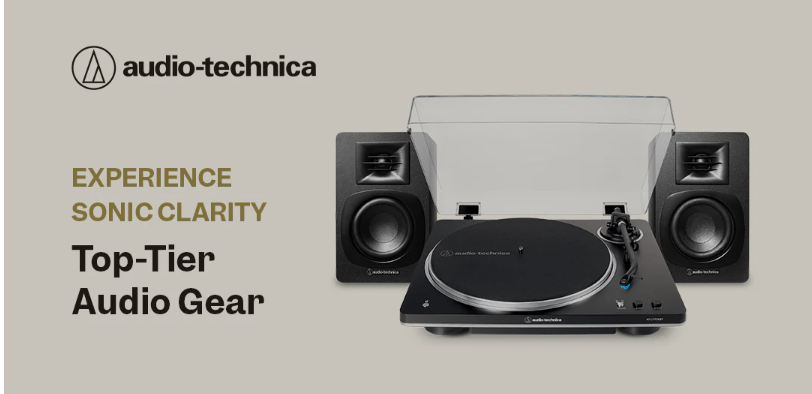 audio-technica
EXPERIENCE
SONIC CLARITY
Top-Tier
Audio Gear
audio-technica
audio-technica
audio-technica
audio-technica